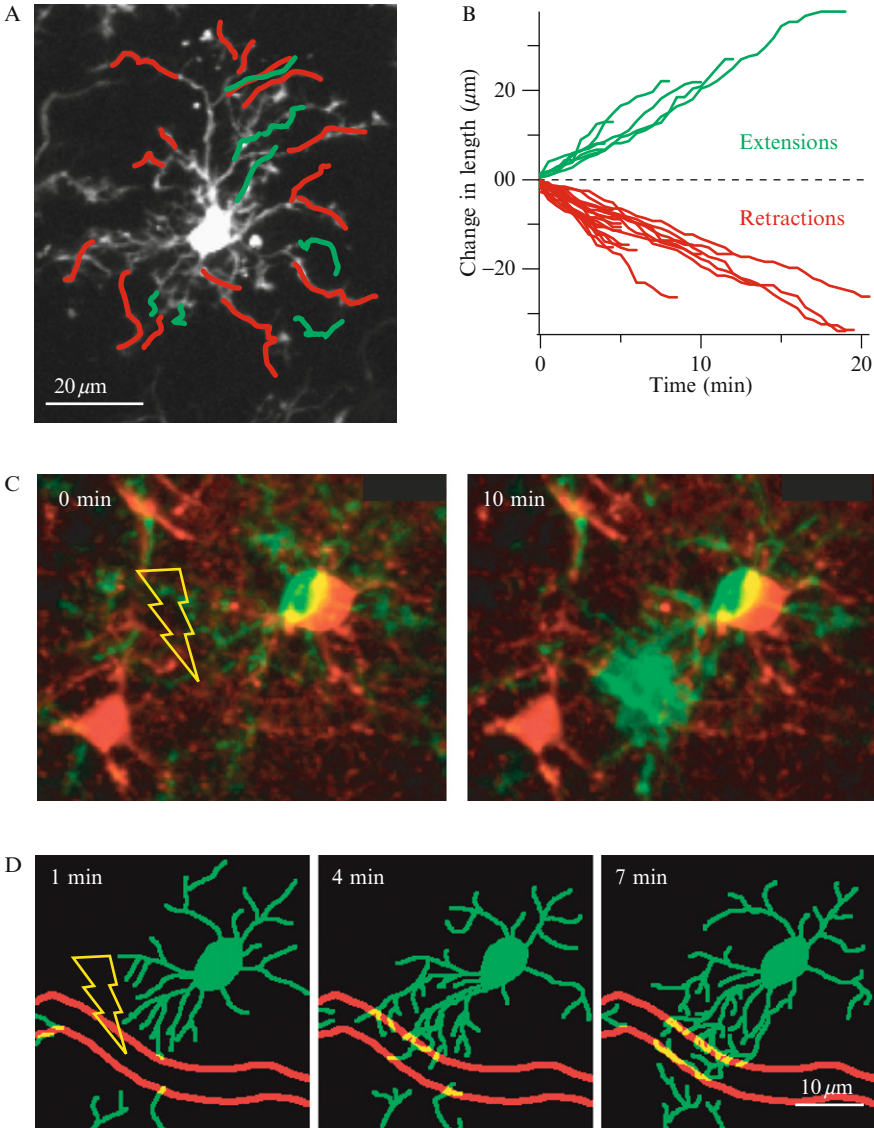 A
20 μm
B
Change in length (μm)
20
00
−20
Extensions
Retractions
0
10
20
Time (min)
C
0 min
10 min
D
1 min
4 min
7 min
10 μm